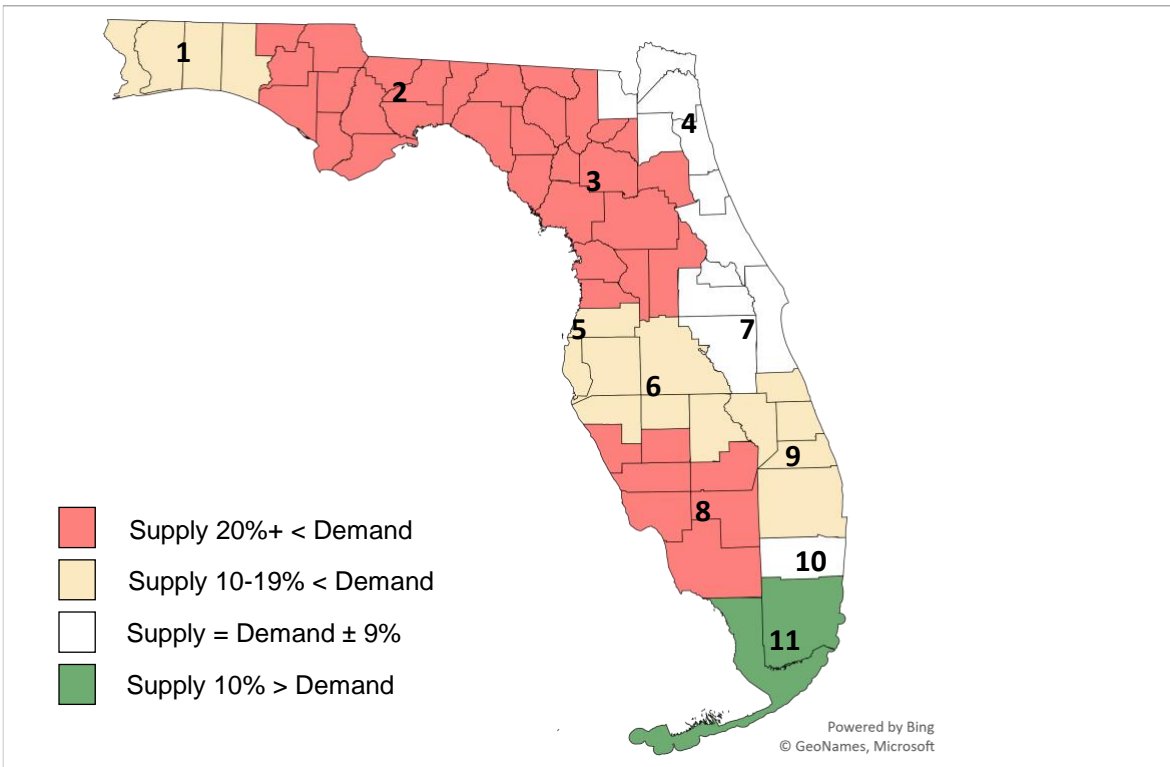 1
2
4
3
5
7
6
9
8
10
11
Supply 20%+ < Demand
Supply 10-19% < Demand
Supply = Demand ± 9%
Supply 10% > Demand
Powered by Bing
© GeoNames, Microsoft